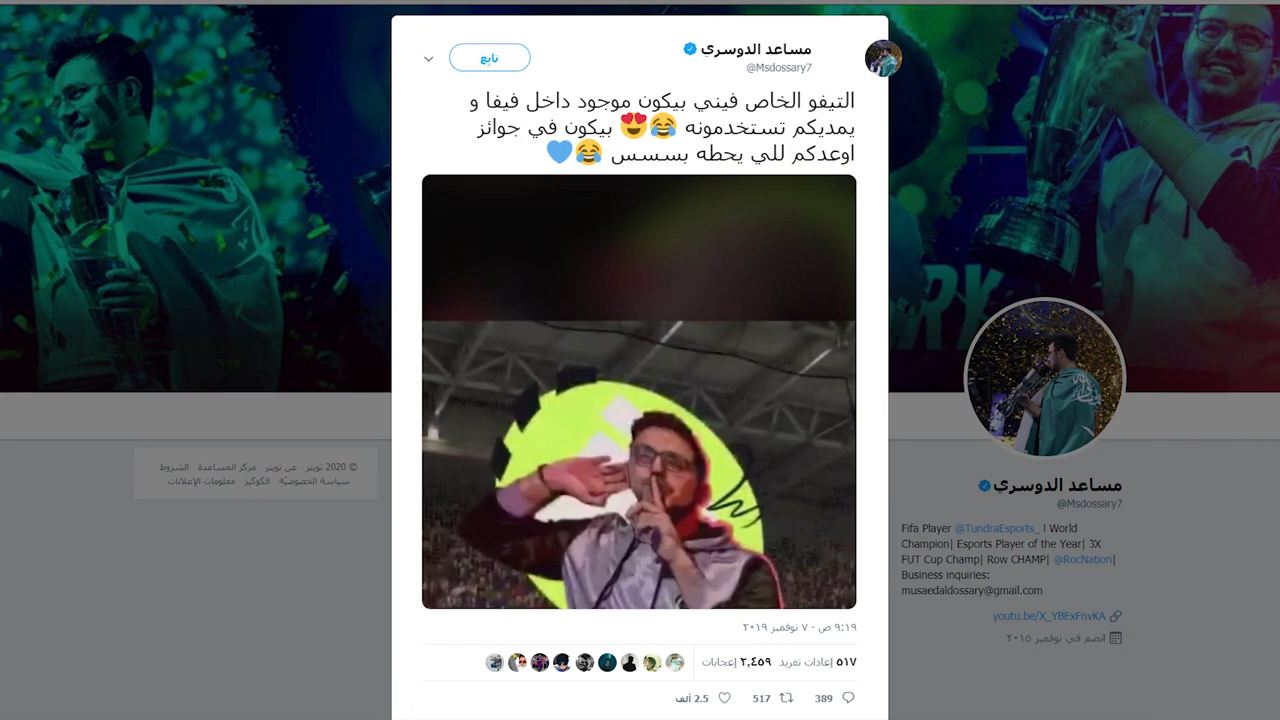 مساعد الدوسري
@Msdossary7
تابع
التيفو الخاص فيني بيكون موجود داخل فيفا و
يمديكم تستخدمونه 😂😍 بيكون في جوائز
اوعدكم للي يحطه بسسس 😂💙
٩:١٩ ص - ٧ نوفمبر ٢٠١٩
٥١٧ إعادات تغريد ٢,٤٥٩ إعجابات
389 517 2.5 ألف
© 2020 تويتر عن تويتر مركز المساعدة الشروط
سياسة الخصوصيّة الكوكيز معلومات الإعلانات
مساعد الدوسري
@Msdossary7
Fifa Player @TundraEsports_ l World
Champion| Esports Player of the Year| 3X
FUT Cup Champ| Row CHAMP| @RocNation|
Business inquiries:
musaedaldossary@gmail.com
youtu.be/X_YBExFnvKA
انضم في نوفمبر ٢٠١٥